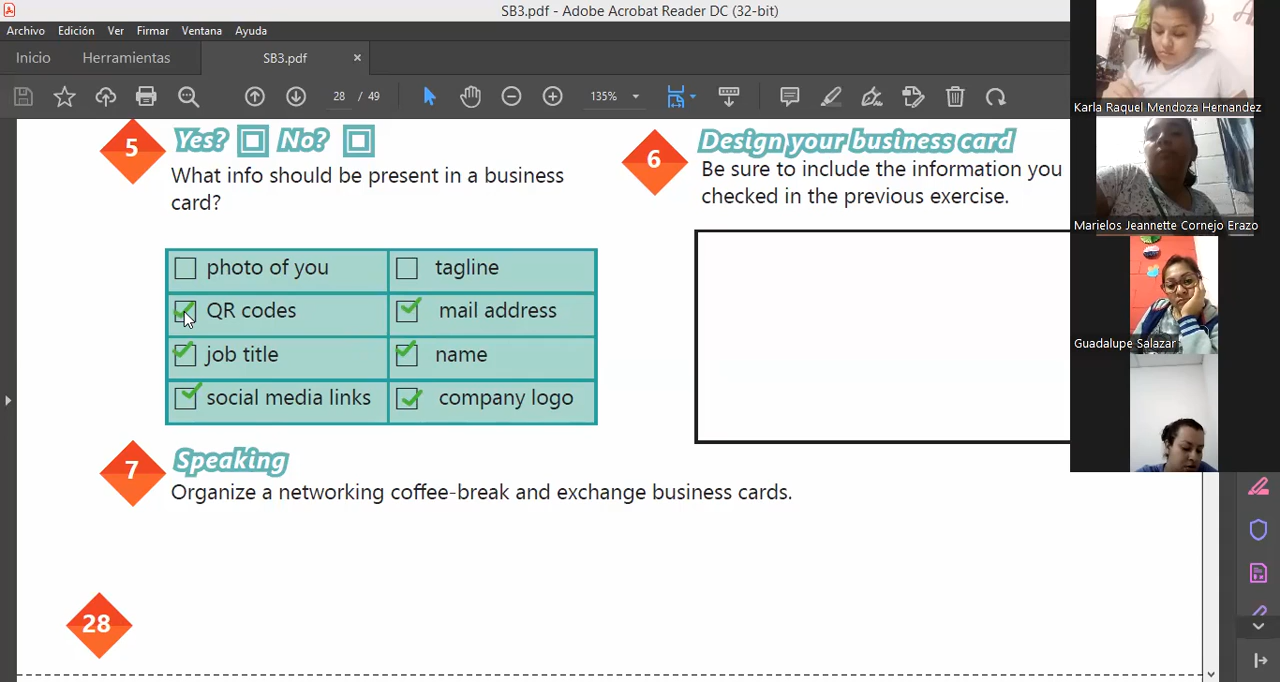 SB3.pdf - Adobe Acrobat Reader DC (32-bit)
Archivo Edición Ver Firmar Ventana Ayuda
Inicio Herramientas SB3.pdf ×
28 / 49 135%
5 Yes? No?
What info should be present in a business
card?
photo of you tagline
QR codes mail address
job title name
social media links company logo
6 Design your business card
Be sure to include the information you
checked in the previous exercise.
7 Speaking
Organize a networking coffee-break and exchange business cards.
28
Karla Raquel Mendoza Hernandez
Marielos Jeannette Cornejo Erazo
Guadalupe Salazar